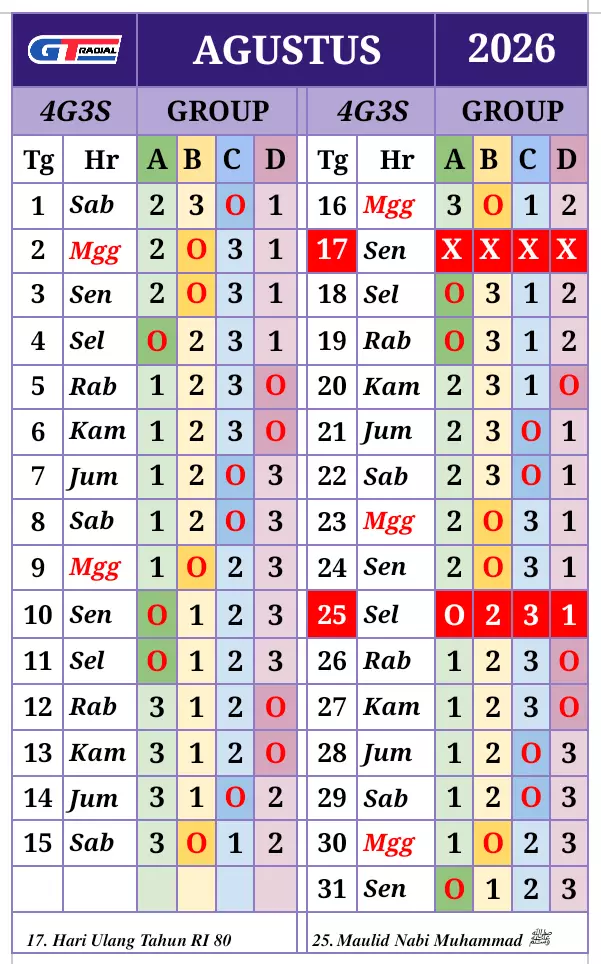 GT RADIAL AGUSTUS 2026
4G3S GROUP 4G3S GROUP
Tg Hr A B C D Tg Hr A B C D
1 Sab 2 3 O 1 16 Mgg 3 O 1 2
2 Mgg 2 O 3 1 17 Sen X X X X
3 Sen 2 O 3 1 18 Sel O 3 1 2
4 Sel O 2 3 1 19 Rab O 3 1 2
5 Rab 1 2 3 O 20 Kam 2 3 1 O
6 Kam 1 2 3 O 21 Jum 2 3 O 1
7 Jum 1 2 O 3 22 Sab 2 3 O 1
8 Sab 1 2 O 3 23 Mgg 2 O 3 1
9 Mgg 1 O 2 3 24 Sen 2 O 3 1
10 Sen O 1 2 3 25 Sel O 2 3 1
11 Sel O 1 2 3 26 Rab 1 2 3 O
12 Rab 3 1 2 O 27 Kam 1 2 3 O
13 Kam 3 1 2 O 28 Jum 1 2 O 3
14 Jum 3 1 O 2 29 Sab 1 2 O 3
15 Sab 3 O 1 2 30 Mgg 1 O 2 3
31 Sen O 1 2 3
17. Hari Ulang Tahun RI 80 25. Maulid Nabi Muhammad ﷺ